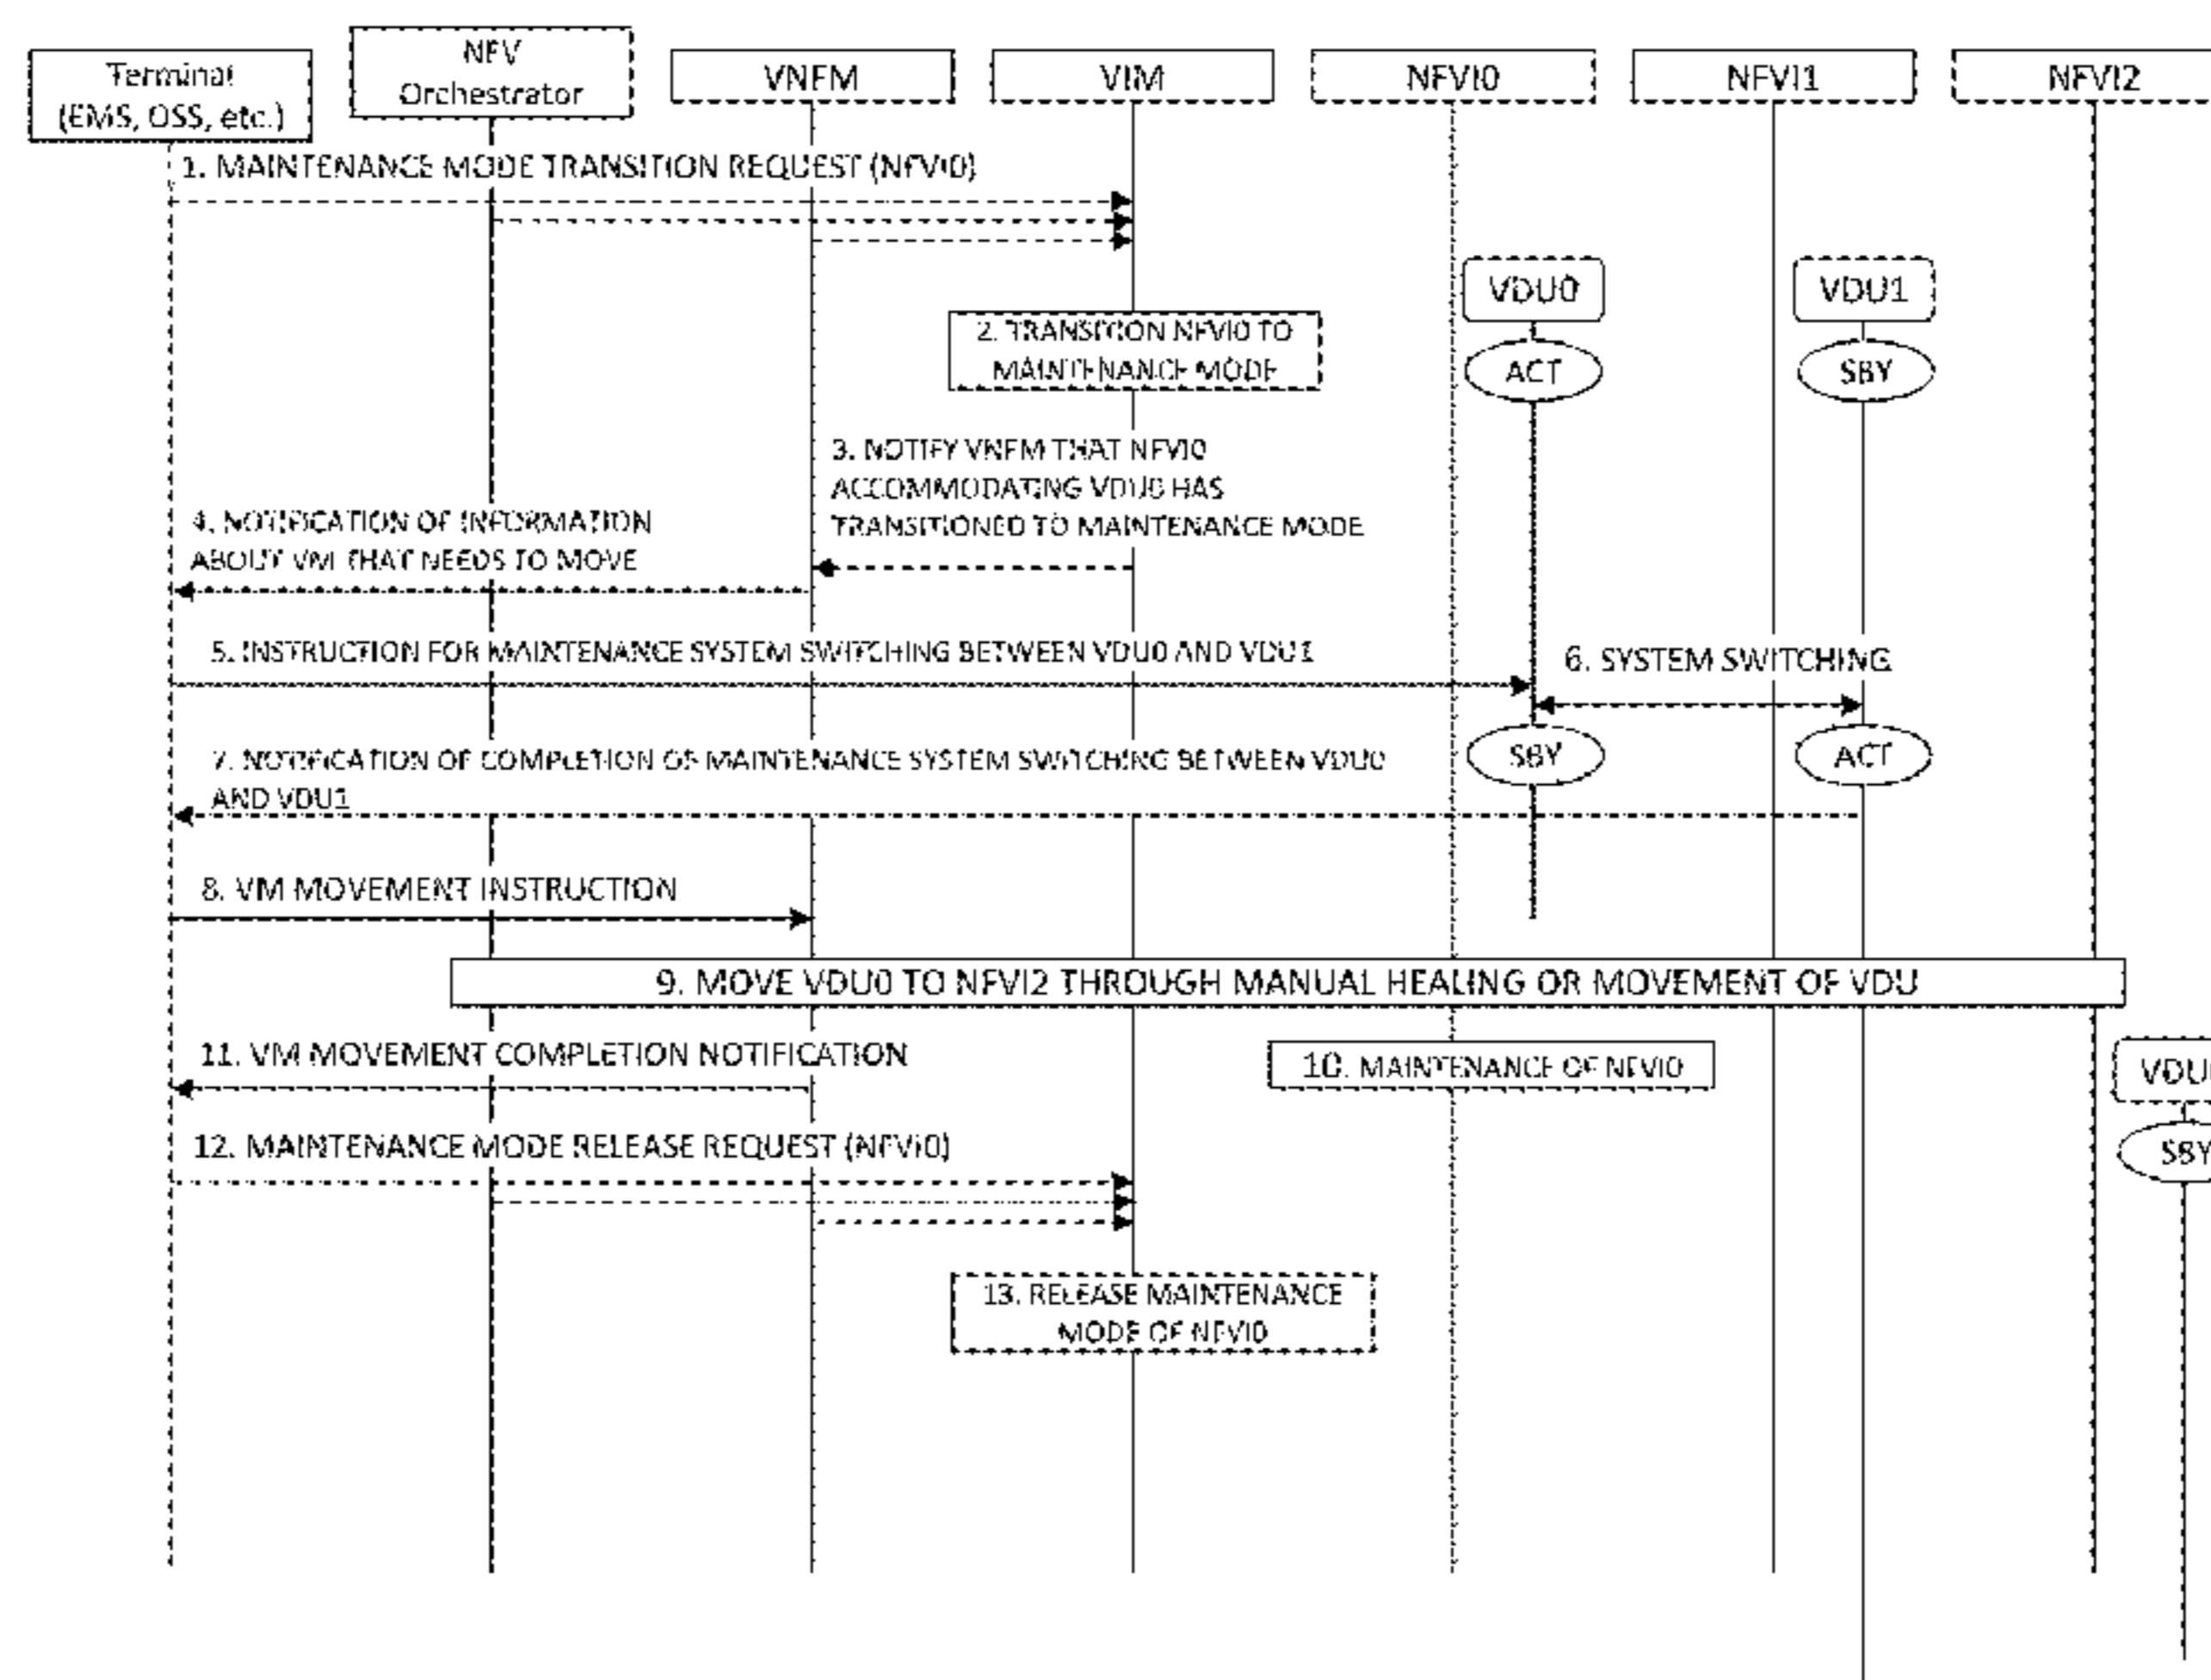 Terminal
(EMS, OSS, etc.)
NFV
Orchestrator
VNFM
VIM
NFVI0
NFVI1
NFVI2
1. MAINTENANCE MODE TRANSITION REQUEST (NFVI0)
VDU0
VDU1
2. TRANSITION NFVI0 TO
MAINTENANCE MODE
ACT
SBY
3. NOTIFY VNFM THAT NFVI0
ACCOMMODATING VDU0 HAS
TRANSITIONED TO MAINTENANCE MODE
4. NOTIFICATION OF INFORMATION
ABOUT VM THAT NEEDS TO MOVE
5. INSTRUCTION FOR MAINTENANCE SYSTEM SWITCHING BETWEEN VDU0 AND VDU1
6. SYSTEM SWITCHING
SBY
ACT
7. NOTIFICATION OF COMPLETION OF MAINTENANCE SYSTEM SWITCHING BETWEEN VDU0
AND VDU1
8. VM MOVEMENT INSTRUCTION
9. MOVE VDU0 TO NFVI2 THROUGH MANUAL HEALING OR MOVEMENT OF VDU
11. VM MOVEMENT COMPLETION NOTIFICATION
10. MAINTENANCE OF NFVI0
12. MAINTENANCE MODE RELEASE REQUEST (NFVI0)
SBY
13. RELEASE MAINTENANCE
MODE OF NFVI0